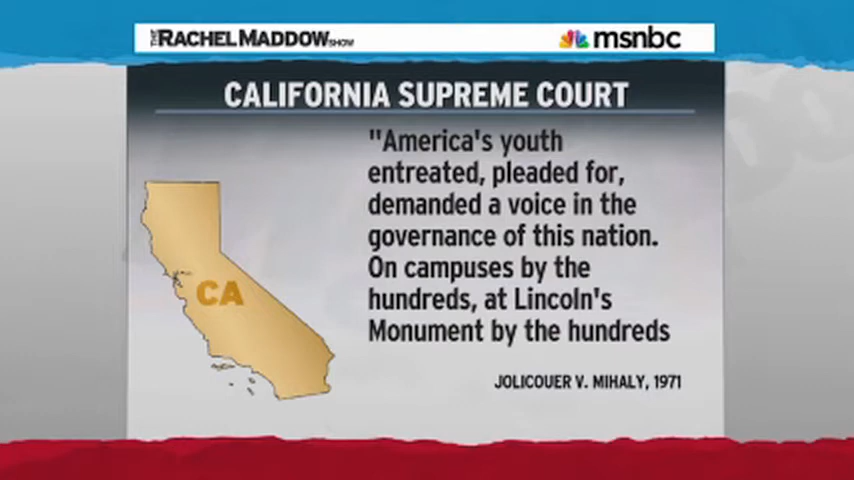 THE RACHEL MADDOW SHOW
msnbc
CALIFORNIA SUPREME COURT
"America's youth
entreated, pleaded for,
demanded a voice in the
governance of this nation.
On campuses by the
hundreds, at Lincoln's
Monument by the hundreds
CA
JOLICOUER V. MIHALY, 1971